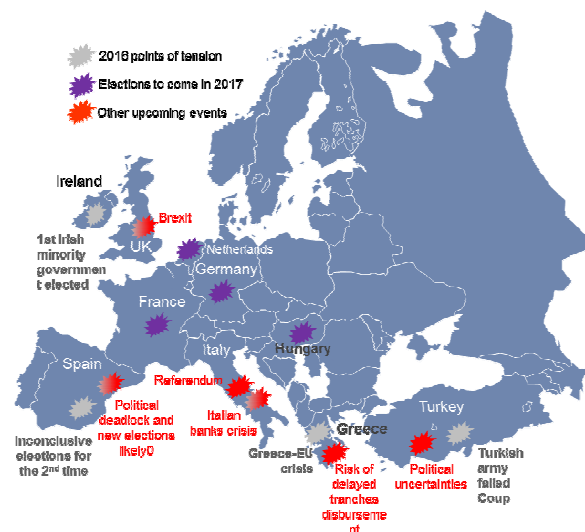 2016 points of tension
Elections to come in 2017
Other upcoming events
Ireland
Brexit
UK
1st Irish
minority
governmen
t elected
Netherlands
Germany
France
Hungary
Italy
Spain
Referendum
Political
deadlock and
new elections
likely0
Inconclusive
elections for
the 2nd time
Italian
banks crisis
Greece
Greece-EU
crisis
Risk of
delayed
tranches
disburseme
nt
Turkey
Political
uncertainties
Turkish
army
failed
Coup